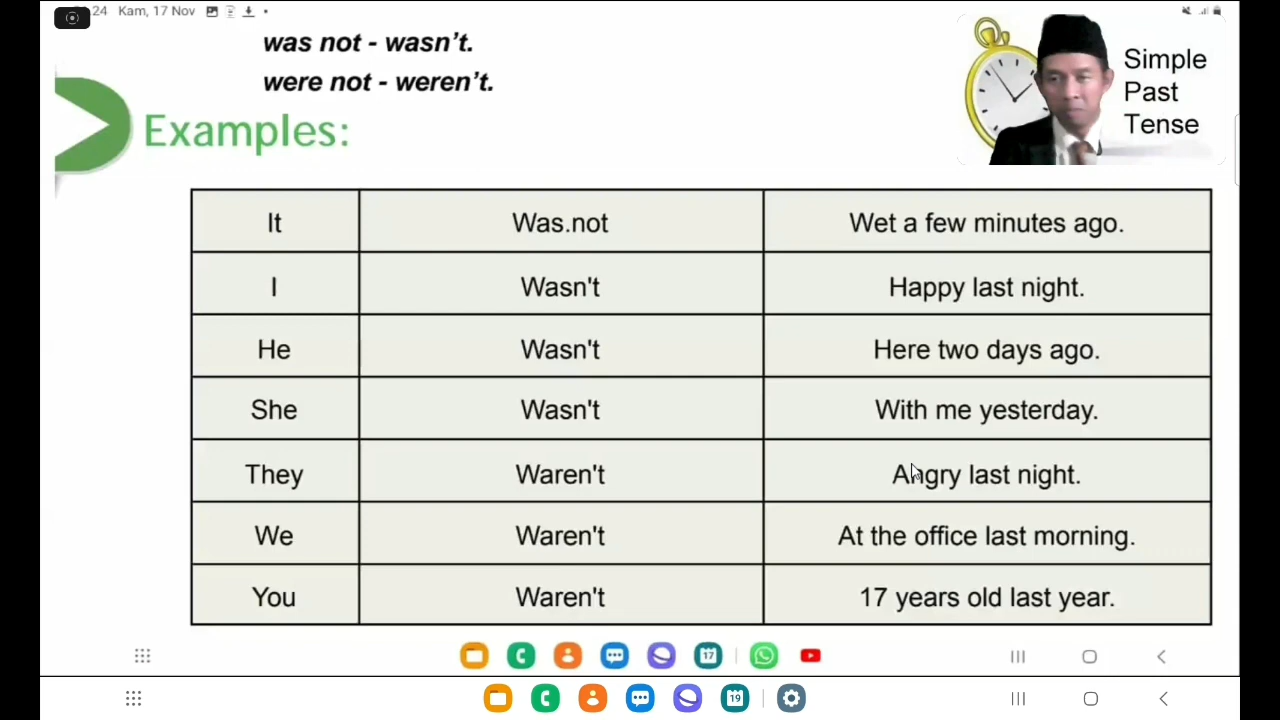 24 Kam, 17 Nov
was not - wasn't.
were not - weren't.
Simple
Past
Tense
Examples:
It Was.not Wet a few minutes ago.
I Wasn't Happy last night.
He Wasn't Here two days ago.
She Wasn't With me yesterday.
They Waren't Angry last night.
We Waren't At the office last morning.
You Waren't 17 years old last year.
17
19